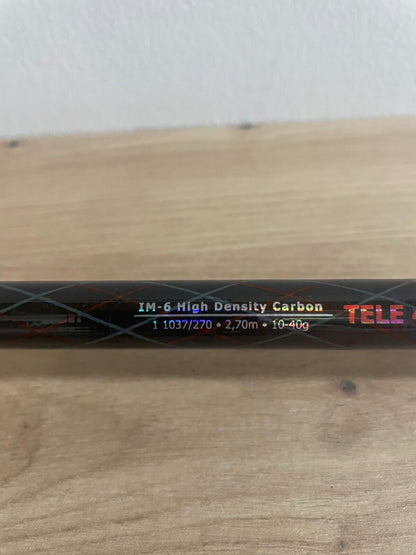 IM-6 High Density Carbon
1 1037/270 • 2,70m • 10-40g
TELE